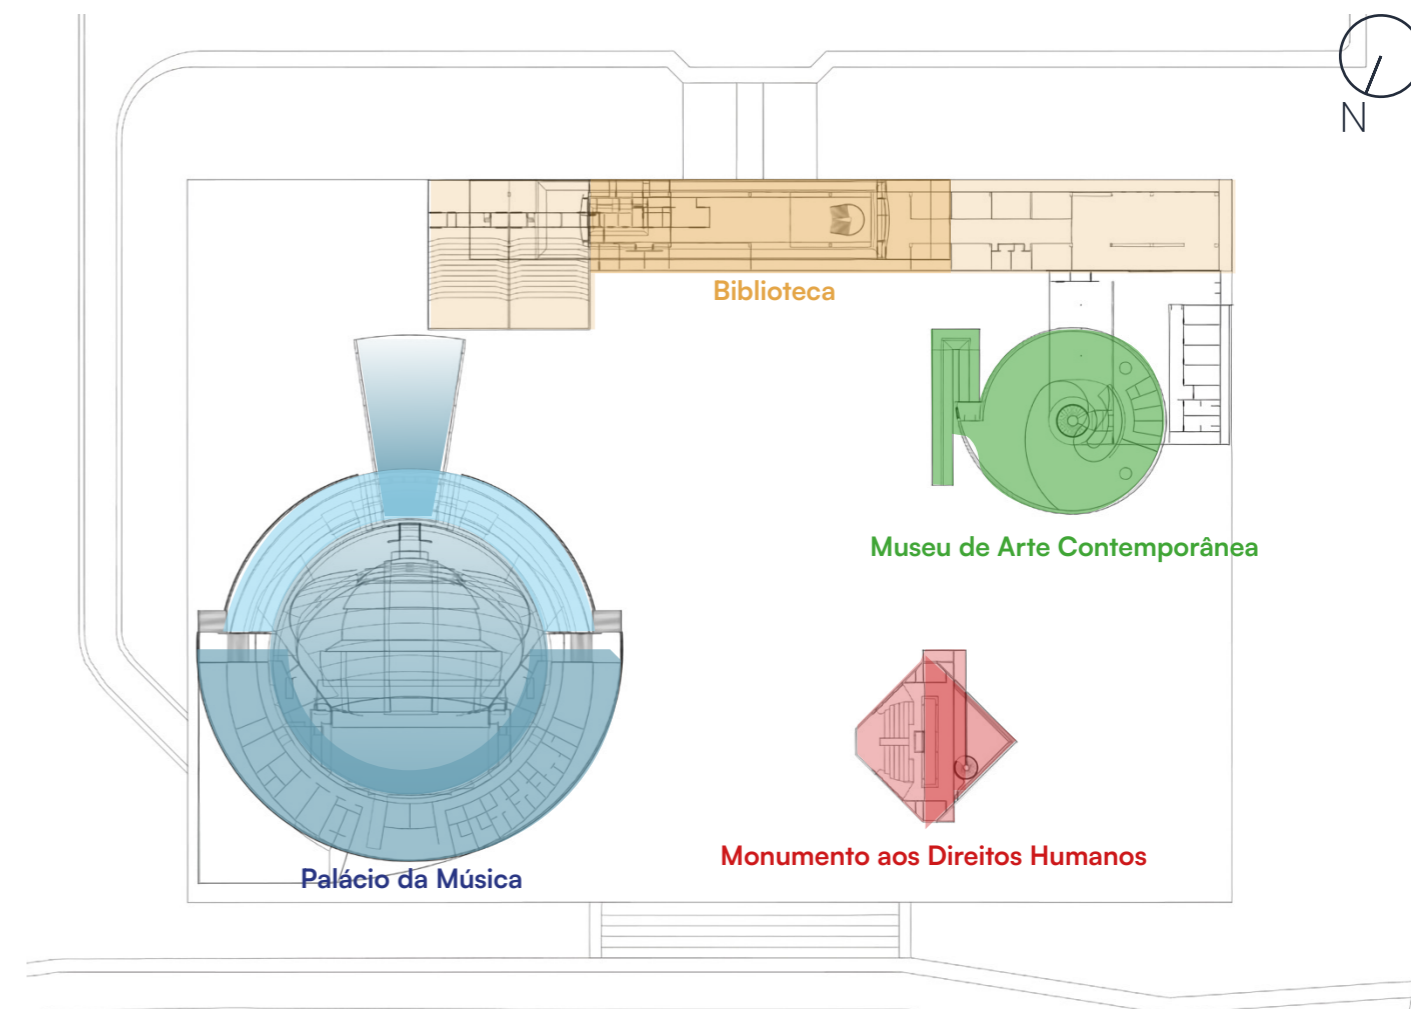 N
Biblioteca
Museu de Arte Contemporânea
Monumento aos Direitos Humanos
Palácio da Música